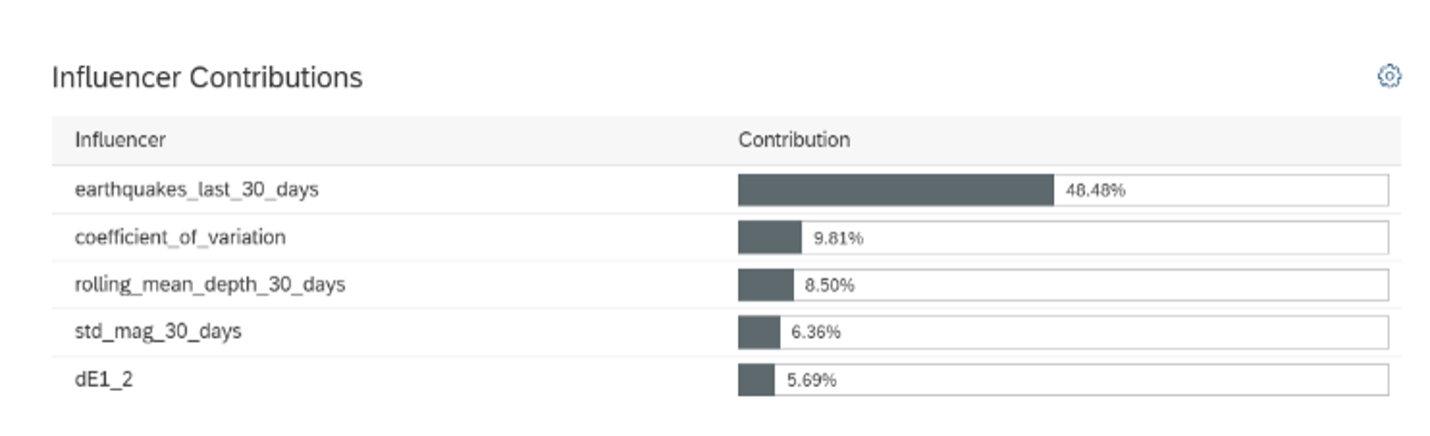 Influencer Contributions
Influencer Contribution
earthquakes_last_30_days 48.48%
coefficient_of_variation 9.81%
rolling_mean_depth_30_days 8.50%
std_mag_30_days 6.36%
dE1_2 5.69%